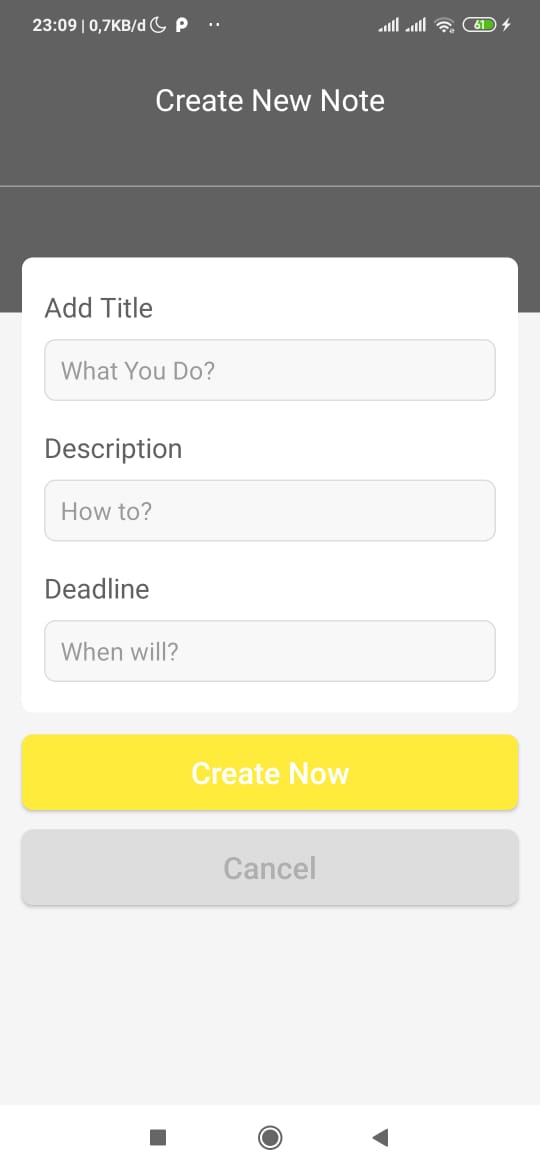 23:09 | 0,7KB/d
61
Create New Note
Add Title
What You Do?
Description
How to?
Deadline
When will?
Create Now
Cancel